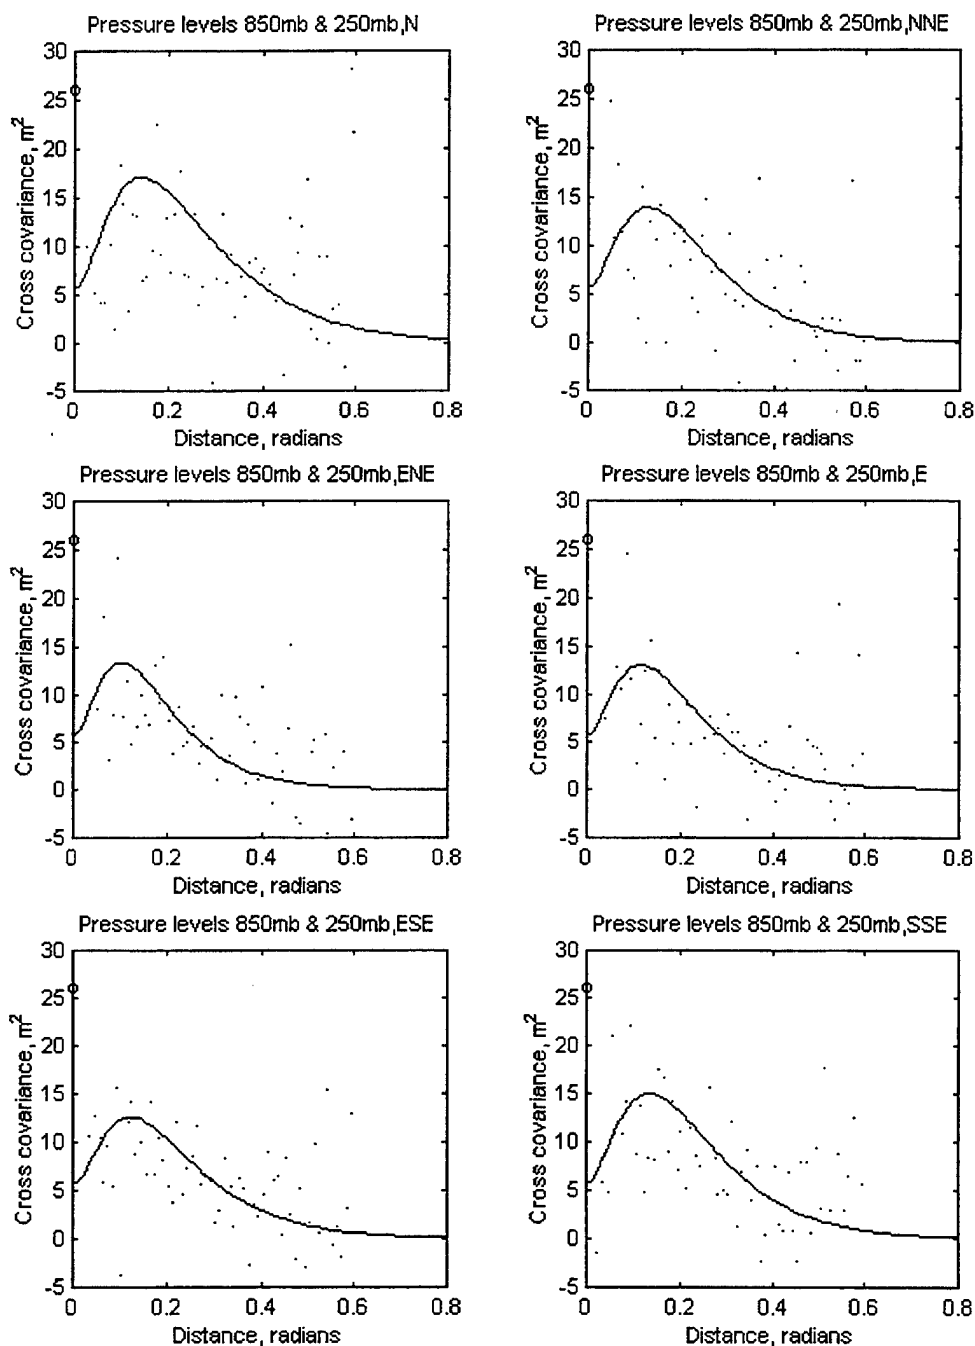 Pressure levels 850mb & 250mb,N
30
25
20
15
10
5
0
-5
Cross covariance, m²
0 0.2 0.4 0.6 0.8
Distance, radians
Pressure levels 850mb & 250mb,NNE
30
25
20
15
10
5
0
-5
Cross covariance, m²
0 0.2 0.4 0.6 0.8
Distance, radians
Pressure levels 850mb & 250mb,ENE
30
25
20
15
10
5
0
-5
Cross covariance, m²
0 0.2 0.4 0.6 0.8
Distance, radians
Pressure levels 850mb & 250mb,E
30
25
20
15
10
5
0
-5
Cross covariance, m²
0 0.2 0.4 0.6 0.8
Distance, radians
Pressure levels 850mb & 250mb,ESE
30
25
20
15
10
5
0
-5
Cross covariance, m²
0 0.2 0.4 0.6 0.8
Distance, radians
Pressure levels 850mb & 250mb,SSE
30
25
20
15
10
5
0
-5
Cross covariance, m²
0 0.2 0.4 0.6 0.8
Distance, radians